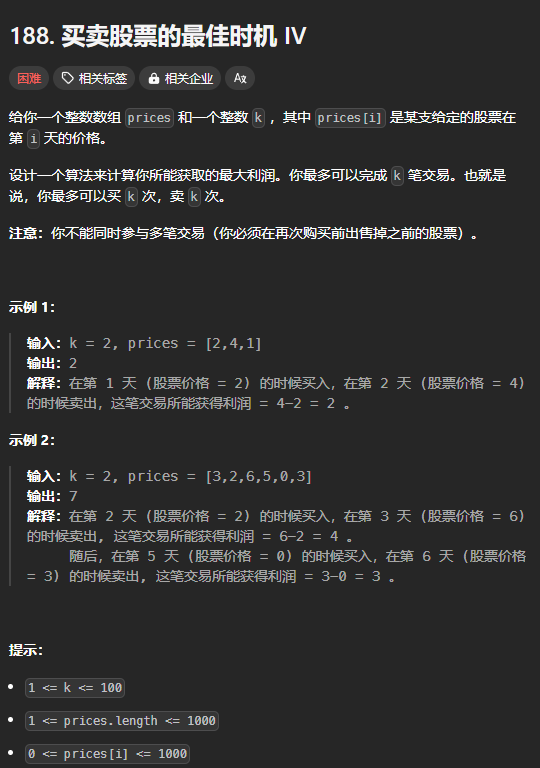 188. 买卖股票的最佳时机 IV
困难 相关标签 相关企业 Aa
给你一个整数数组 prices 和一个整数 k ，其中 prices[i] 是某支给定的股票在
第 i 天的价格。
设计一个算法来计算你所能获取的最大利润。你最多可以完成 k 笔交易。也就是
说，你最多可以买 k 次，卖 k 次。
注意：你不能同时参与多笔交易（你必须在再次购买前出售掉之前的股票）。
示例 1：
输入：k = 2, prices = [2,4,1]
输出：2
解释：在第 1 天 (股票价格 = 2) 的时候买入，在第 2 天 (股票价格 = 4)
的时候卖出，这笔交易所能获得利润 = 4-2 = 2 。
示例 2：
输入：k = 2, prices = [3,2,6,5,0,3]
输出：7
解释：在第 2 天 (股票价格 = 2) 的时候买入，在第 3 天 (股票价格 = 6)
的时候卖出, 这笔交易所能获得利润 = 6-2 = 4 。
随后，在第 5 天 (股票价格 = 0) 的时候买入，在第 6 天 (股票价格
= 3) 的时候卖出, 这笔交易所能获得利润 = 3-0 = 3 。
提示：
1 <= k <= 100
1 <= prices.length <= 1000
0 <= prices[i] <= 1000